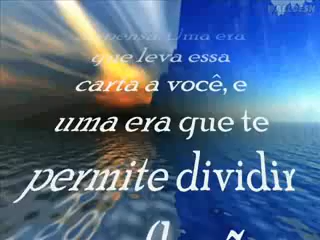 Uma era
que leva essa
carta a você, e
uma era que te
permite dividir